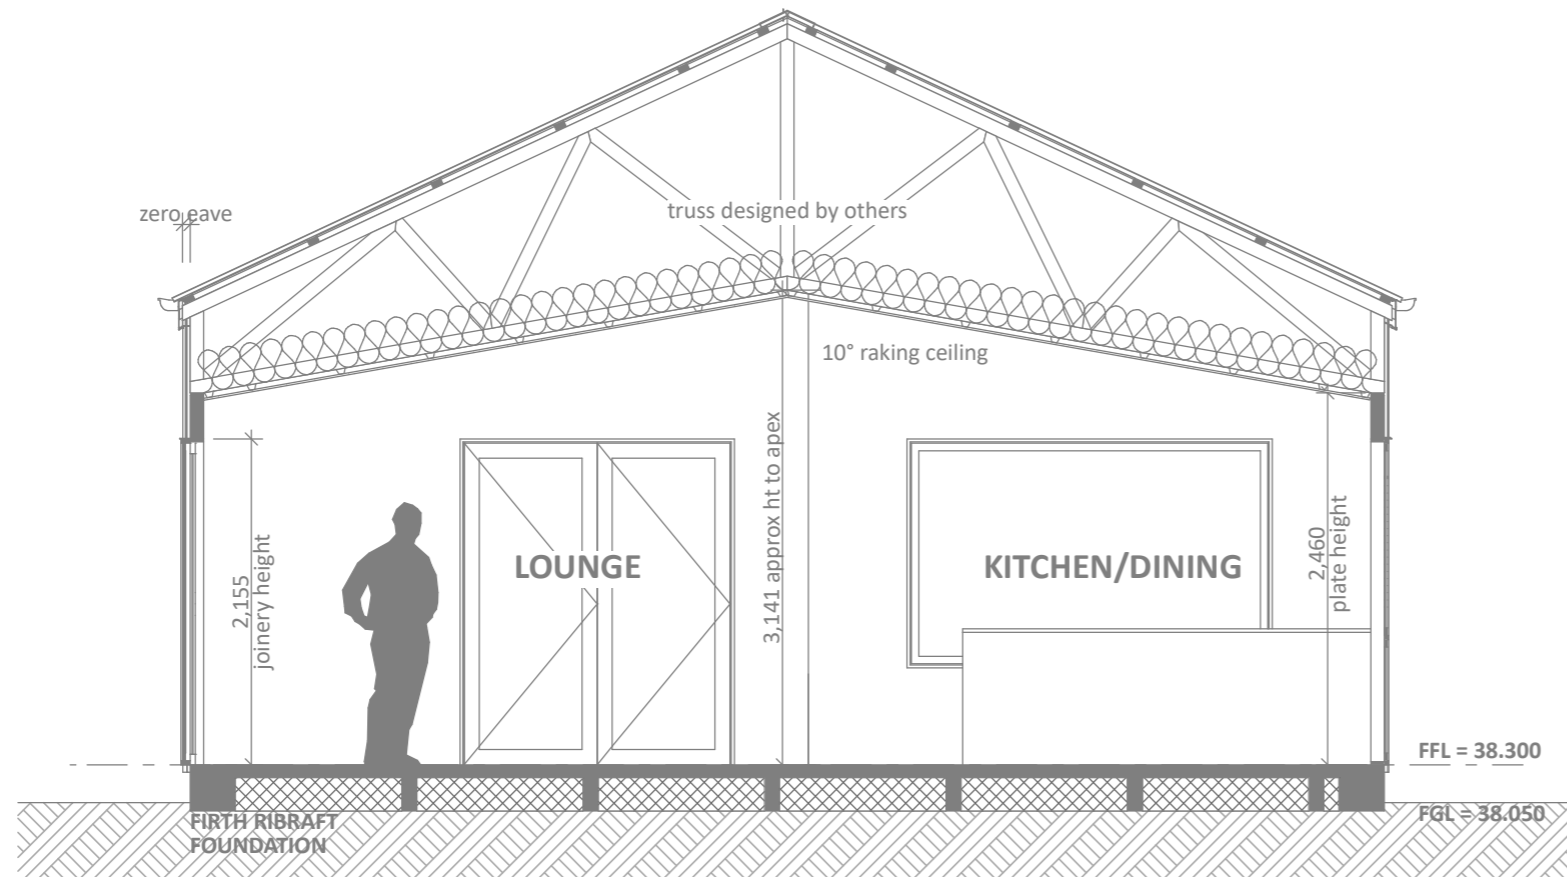 zero eave
truss designed by others
10° raking ceiling
2,155
joinery height
LOUNGE
3,141 approx ht to apex
KITCHEN/DINING
2,460
plate height
FFL = 38.300
FGL = 38.050
FIRTH RIBRAFT
FOUNDATION